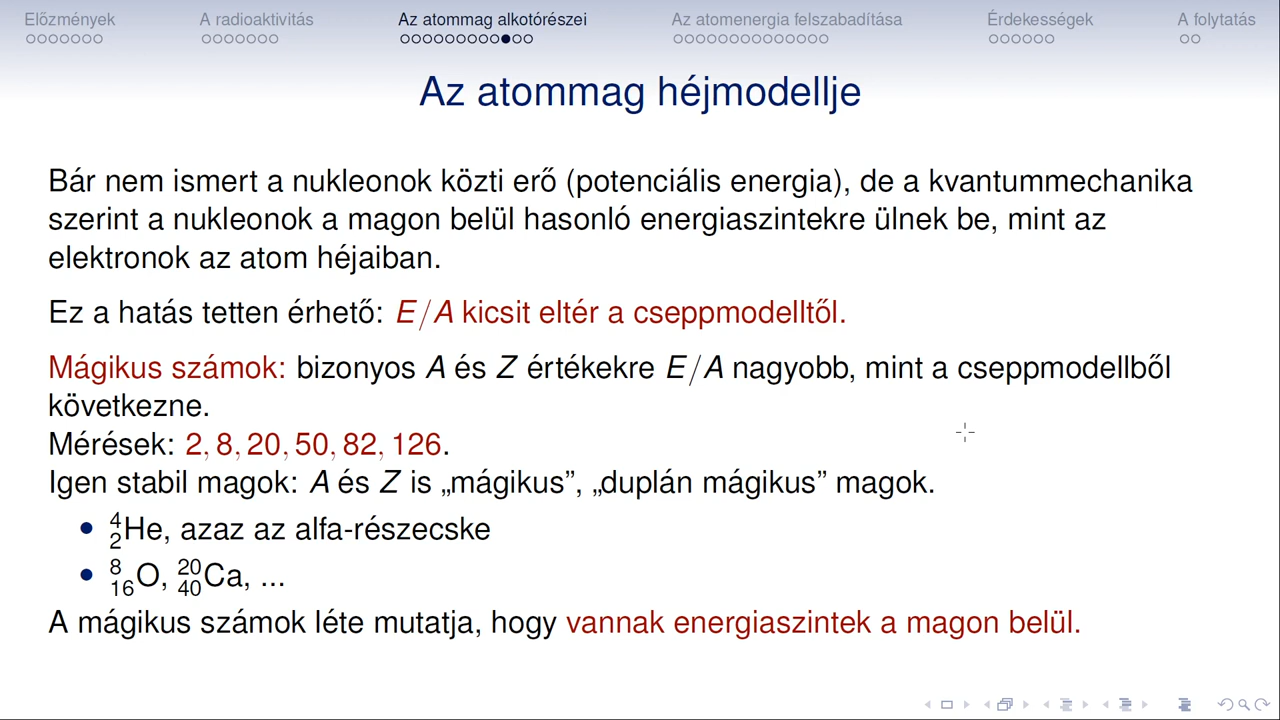 Előzmények A radioaktivitás Az atommag alkotórészei Az atomenergia felszabadítása Érdekességek A folytatás
Az atommag héjmodellje
Bár nem ismert a nukleonok közti erő (potenciális energia), de a kvantummechanika
szerint a nukleonok a magon belül hasonló energiaszintekre ülnek be, mint az
elektronok az atom héjaiban.
Ez a hatás tetten érhető: E/A kicsit eltér a cseppmodelltől.
Mágikus számok: bizonyos A és Z értékekre E/A nagyobb, mint a cseppmodellből
következne.
Mérések: 2, 8, 20, 50, 82, 126.
Igen stabil magok: A és Z is „mágikus”, „duplán mágikus” magok.
• ⁴₂He, azaz az alfa-részecske
• ⁸₁₆O, ²⁰₄₀Ca, ...
A mágikus számok léte mutatja, hogy vannak energiaszintek a magon belül.